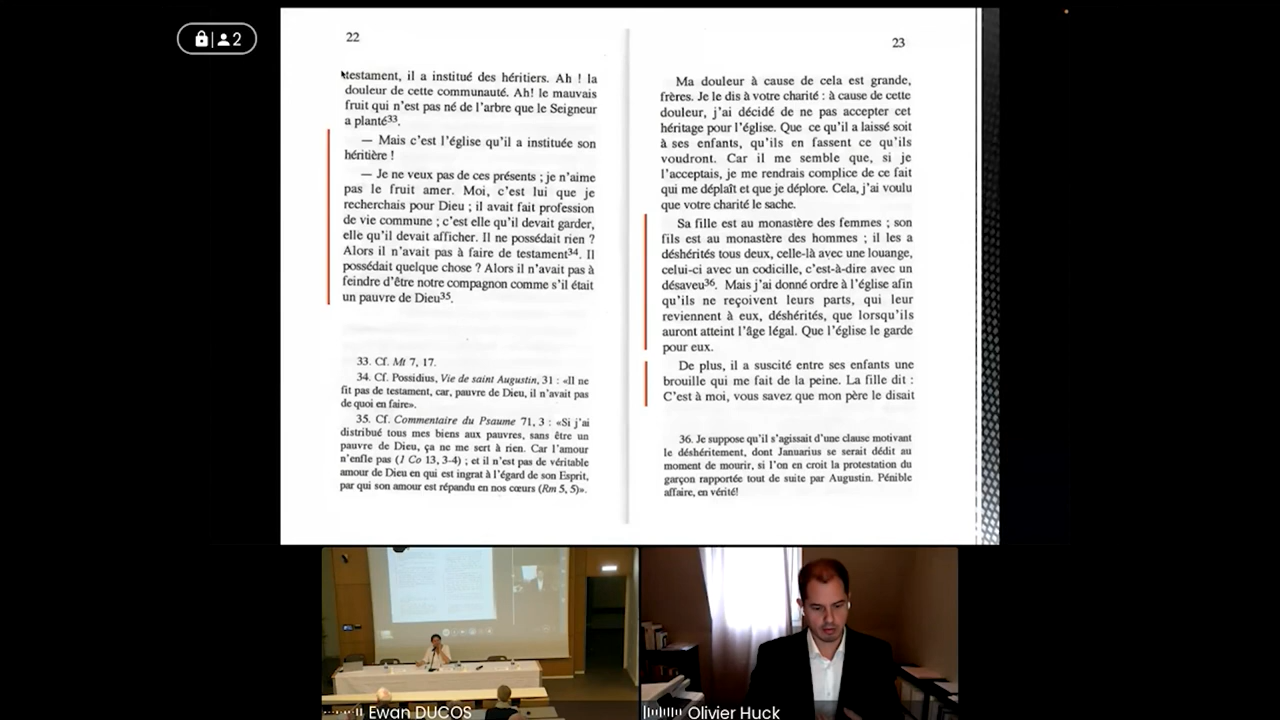 2
22
testament, il a institué des héritiers. Ah ! la
douleur de cette communauté. Ah! le mauvais
fruit qui n'est pas né de l'arbre que le Seigneur
a planté33.
— Mais c'est l'église qu'il a instituée son
héritière !
— Je ne veux pas de ces présents ; je n'aime
pas le fruit amer. Moi, c'est lui que je
recherchais pour Dieu ; il avait fait profession
de vie commune ; c'est elle qu'il devait garder,
elle qu'il devait afficher. Il ne possédait rien ?
Alors il n'avait pas à faire de testament34. Il
possédait quelque chose ? Alors il n'avait pas à
feindre d'être notre compagnon comme s'il était
un pauvre de Dieu35.
33. Cf. Mt 7, 17.
34. Cf. Possidius, Vie de saint Augustin, 31 : «Il ne
fit pas de testament, car, pauvre de Dieu, il n'avait pas
de quoi en faire».
35. Cf. Commentaire du Psaume 71, 3 : «Si j'ai
distribué tous mes biens aux pauvres, sans être un
pauvre de Dieu, ça ne me sert à rien. Car l'amour
n'enfle pas (1 Co 13, 3-4) ; et il n'est pas de véritable
amour de Dieu en qui est ingrat à l'égard de son Esprit,
par qui son amour est répandu en nos cœurs (Rm 5, 5)».
23
Ma douleur à cause de cela est grande,
frères. Je le dis à votre charité : à cause de cette
douleur, j'ai décidé de ne pas accepter cet
héritage pour l'église. Que ce qu'il a laissé soit
à ses enfants, qu'ils en fassent ce qu'ils
voudront. Car il me semble que, si je
l'acceptais, je me rendrais complice de ce fait
qui me déplaît et que je déplore. Cela, j'ai voulu
que votre charité le sache.
Sa fille est au monastère des femmes ; son
fils est au monastère des hommes ; il les a
déshérités tous deux, celle-là avec une louange,
celui-ci avec un codicille, c'est-à-dire avec un
désaveu36. Mais j'ai donné ordre à l'église afin
qu'ils ne reçoivent leurs parts, qui leur
reviennent à eux, déshérités, que lorsqu'ils
auront atteint l'âge légal. Que l'église le garde
pour eux.
De plus, il a suscité entre ses enfants une
brouille qui me fait de la peine. La fille dit :
C'est à moi, vous savez que mon père le disait
36. Je suppose qu'il s'agissait d'une clause motivant
le déshéritement, dont Januarius se serait dédit au
moment de mourir, si l'on en croit la protestation du
garçon rapportée tout de suite par Augustin. Pénible
affaire, en vérité!
Ewan DUCOS
Olivier Huck